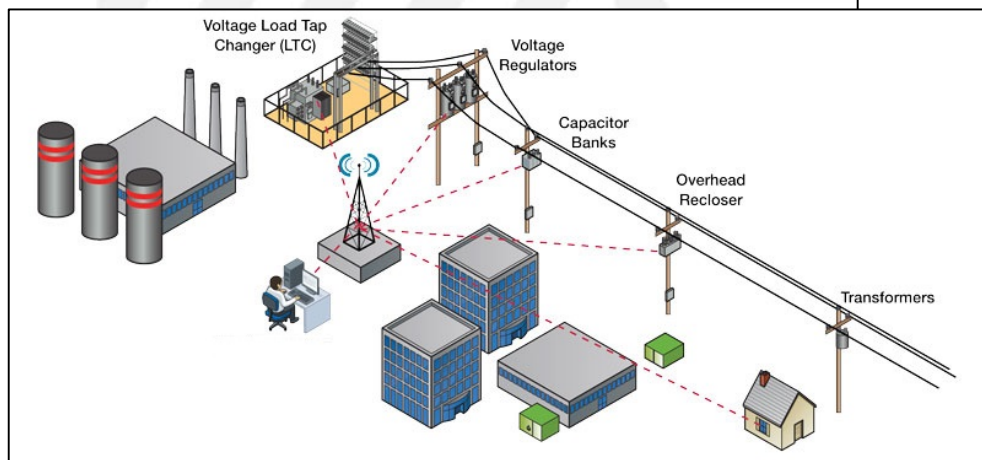 Voltage Load Tap
Changer (LTC)
Voltage
Regulators
Capacitor
Banks
Overhead
Recloser
Transformers